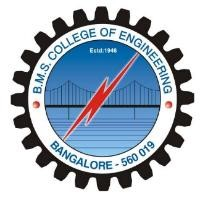 B.M.S. COLLEGE OF ENGINEERING
Estd:1946
BANGALORE - 560 019